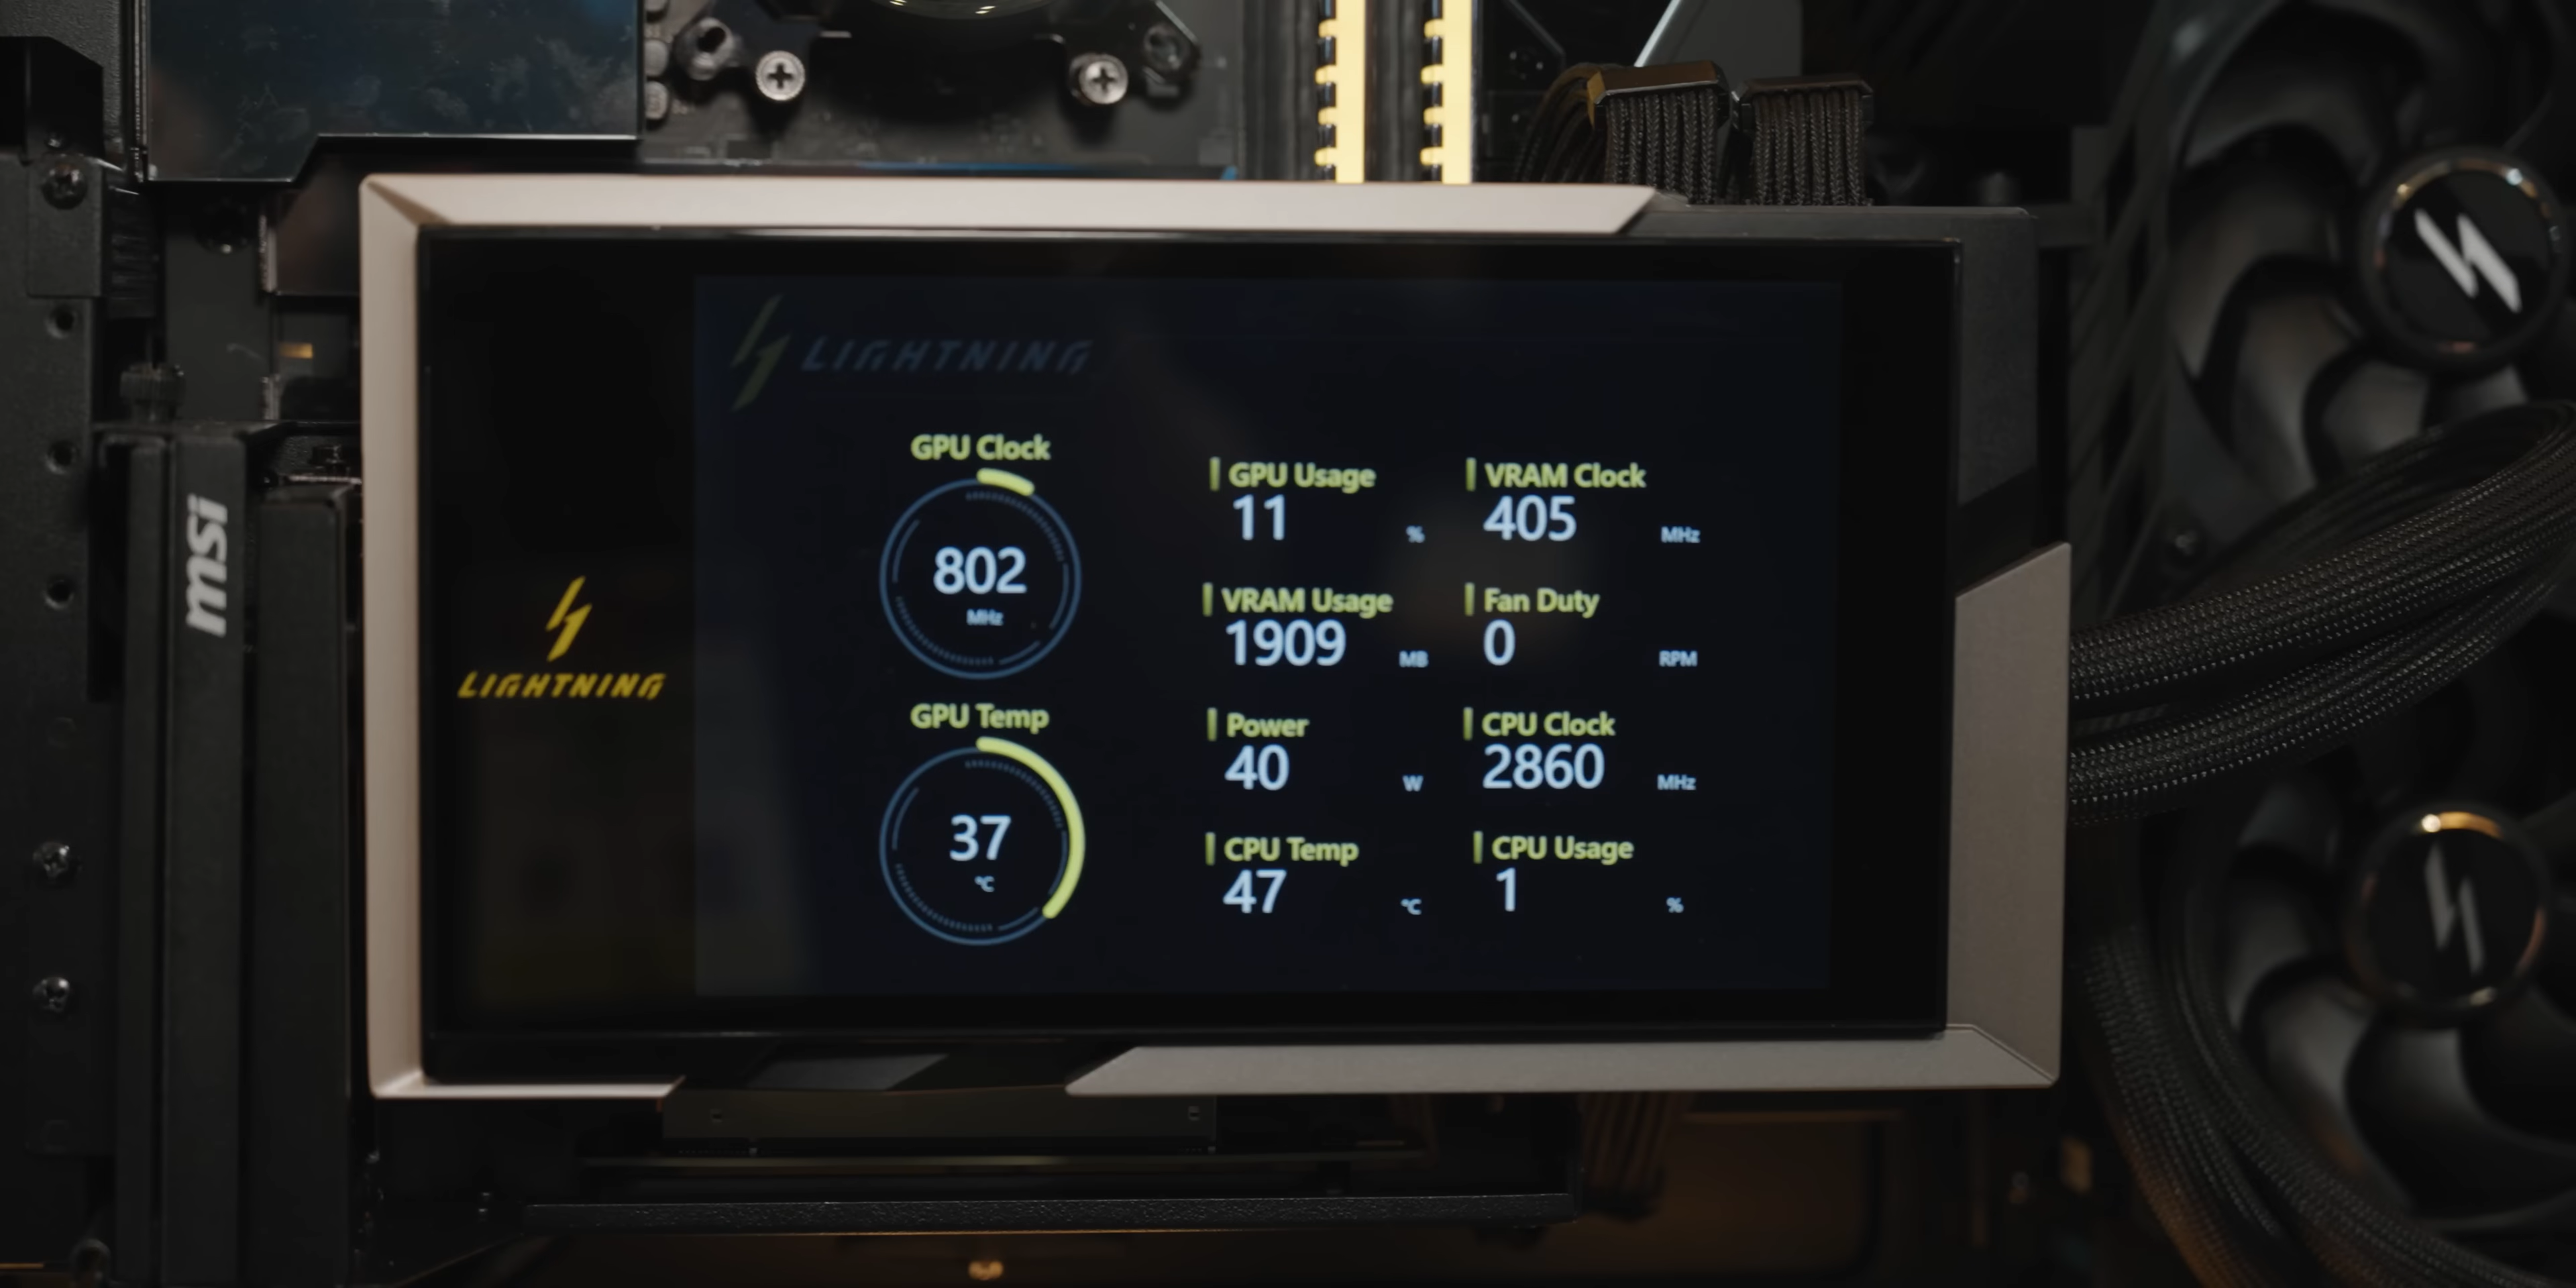 msi
LIGHTNING
LIGHTNING
GPU Clock
802
MHz
GPU Temp
37
°C
GPU Usage
11 %
VRAM Clock
405 MHz
VRAM Usage
1909 MB
Fan Duty
0 RPM
Power
40 W
CPU Clock
2860 MHz
CPU Temp
47 °C
CPU Usage
1 %